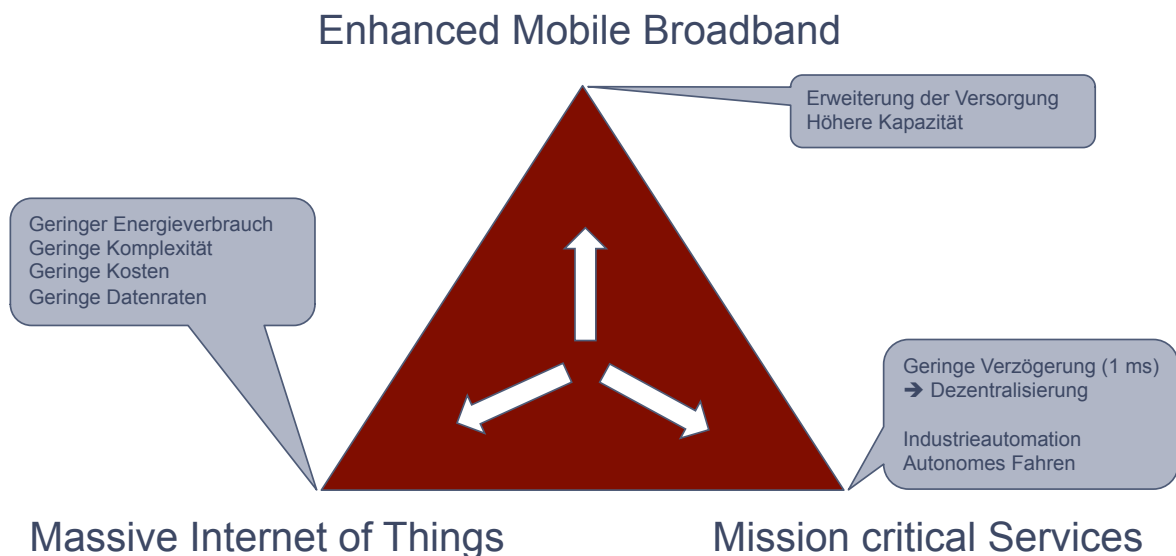 Enhanced Mobile Broadband
Erweiterung der Versorgung
Höhere Kapazität
Geringer Energieverbrauch
Geringe Komplexität
Geringe Kosten
Geringe Datenraten
Geringe Verzögerung (1 ms)
➔ Dezentralisierung
Industrieautomation
Autonomes Fahren
Massive Internet of Things
Mission critical Services